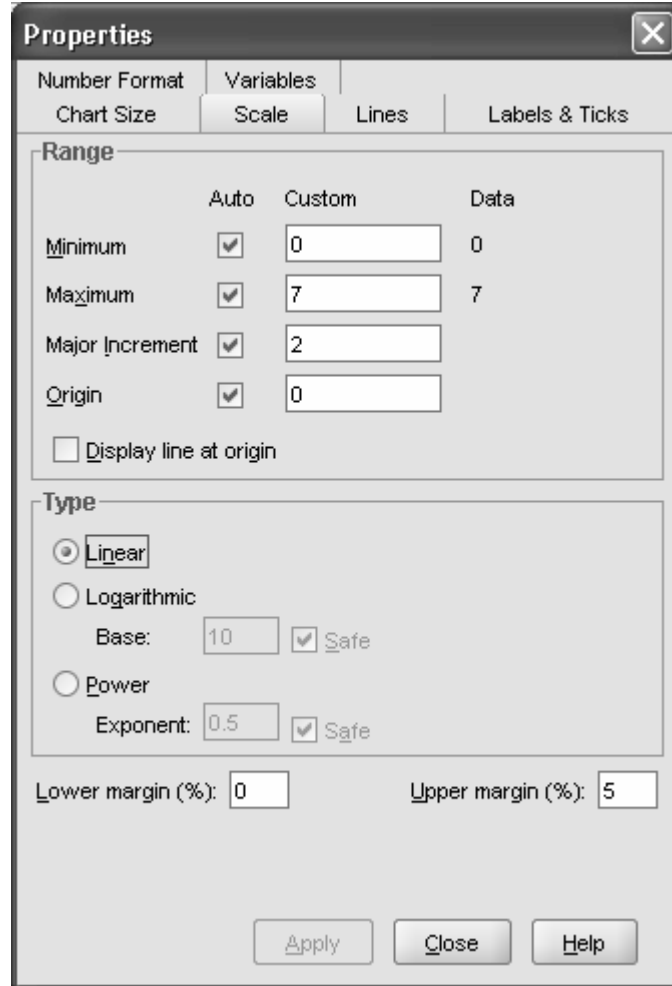 Properties
Number Format Variables
Chart Size Scale Lines Labels & Ticks
Range
Auto Custom Data
Minimum 0 0
Maximum 7 7
Major Increment 2
Origin 0
Display line at origin
Type
Linear
Logarithmic
Base: 10 Safe
Power
Exponent: 0.5 Safe
Lower margin (%): 0 Upper margin (%): 5
Apply Close Help